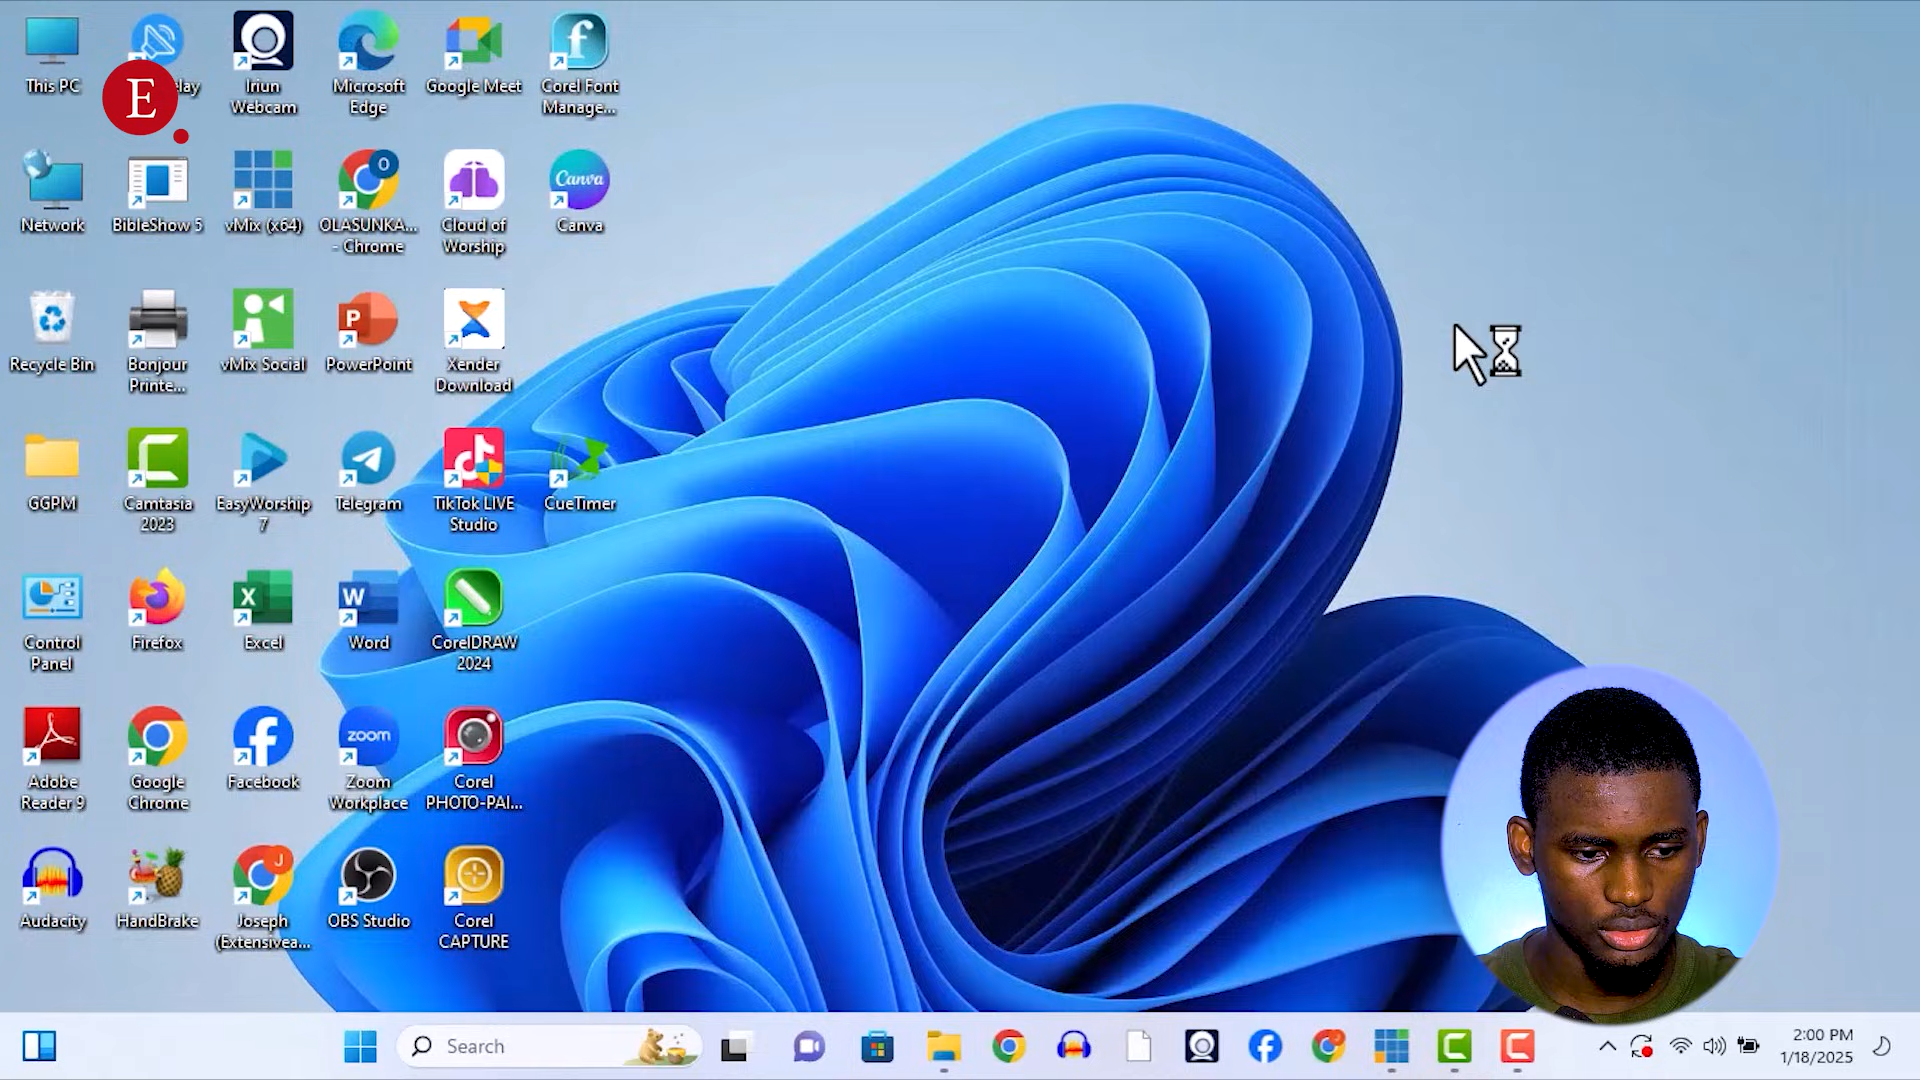 This PC
E
lay
Iriun
Webcam
Microsoft
Edge
Google Meet
f
Corel Font
Manage...
Network
BibleShow 5
vMix (x64)
O
OLASUNKA...
- Chrome
Cloud of
Worship
Canva
Canva
Recycle Bin
Bonjour
Printe...
vMix Social
P
PowerPoint
Xender
Download
GGPM
C
Camtasia
2023
EasyWorship
7
Telegram
TikTok LIVE
Studio
CueTimer
Control
Panel
Firefox
X
Excel
W
Word
CorelDRAW
2024
Adobe
Reader 9
Google
Chrome
f
Facebook
zoom
Zoom
Workplace
Corel
PHOTO-PAI...
Audacity
HandBrake
J
Joseph
(Extensivea...
OBS Studio
Corel
CAPTURE
Search
2:00 PM
1/18/2025